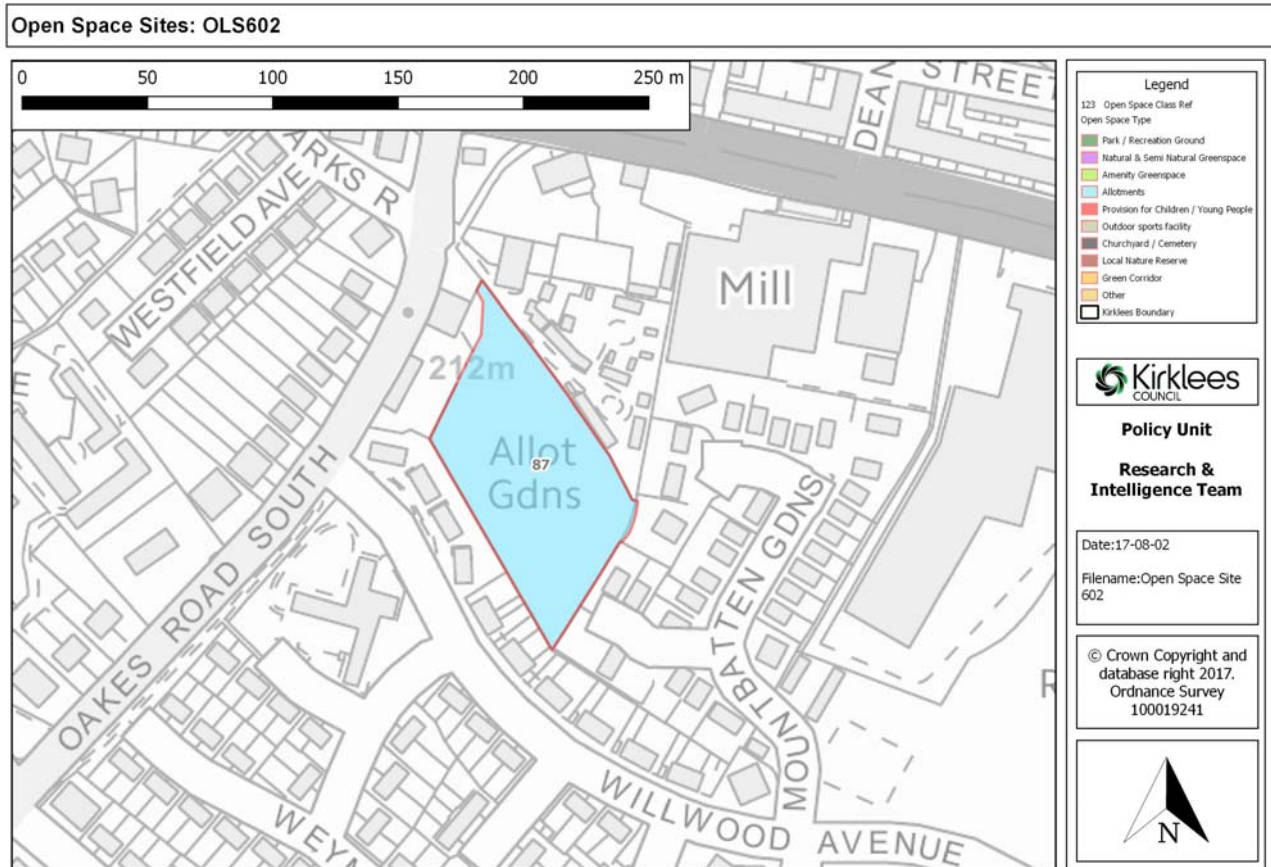 Open Space Sites: OLS602
0 50 100 150 200 250 m
STREET
DEAN
ARKS R
WESTFIELD AVE
Mill
212m
Allot
87
Gdns
OAKES ROAD SOUTH
MOUNTBATTEN GDNS
WILLWOOD AVENUE
WEYM
E
R
Legend
123 Open Space Class Ref
Open Space Type
Park / Recreation Ground
Natural & Semi Natural Greenspace
Amenity Greenspace
Allotments
Provision for Children / Young People
Outdoor sports facility
Churchyard / Cemetery
Local Nature Reserve
Green Corridor
Other
Kirklees Boundary
Kirklees
COUNCIL
Policy Unit
Research &
Intelligence Team
Date:17-08-02
Filename:Open Space Site
602
© Crown Copyright and
database right 2017.
Ordnance Survey
100019241
N